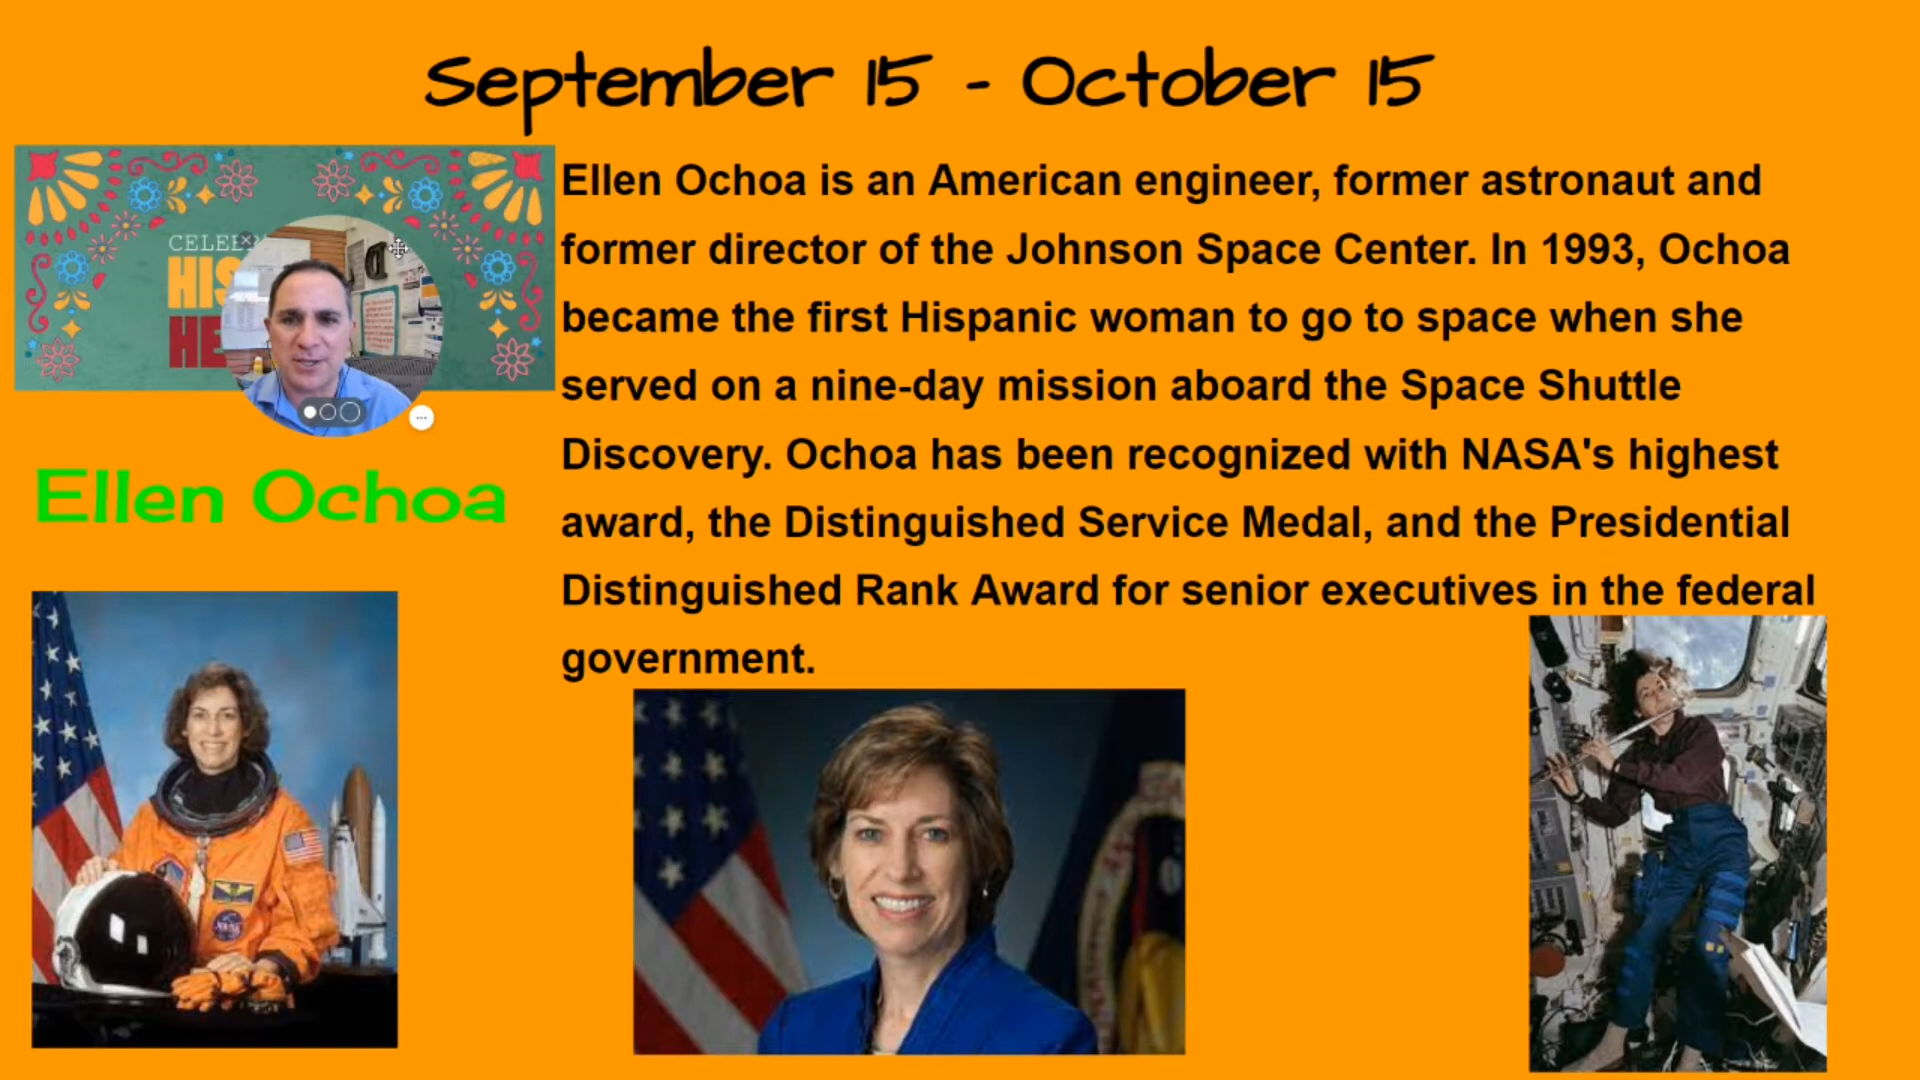 September 15 - October 15
Ellen Ochoa is an American engineer, former astronaut and
former director of the Johnson Space Center. In 1993, Ochoa
became the first Hispanic woman to go to space when she
served on a nine-day mission aboard the Space Shuttle
Discovery. Ochoa has been recognized with NASA's highest
award, the Distinguished Service Medal, and the Presidential
Distinguished Rank Award for senior executives in the federal
government.
Ellen Ochoa
NASA